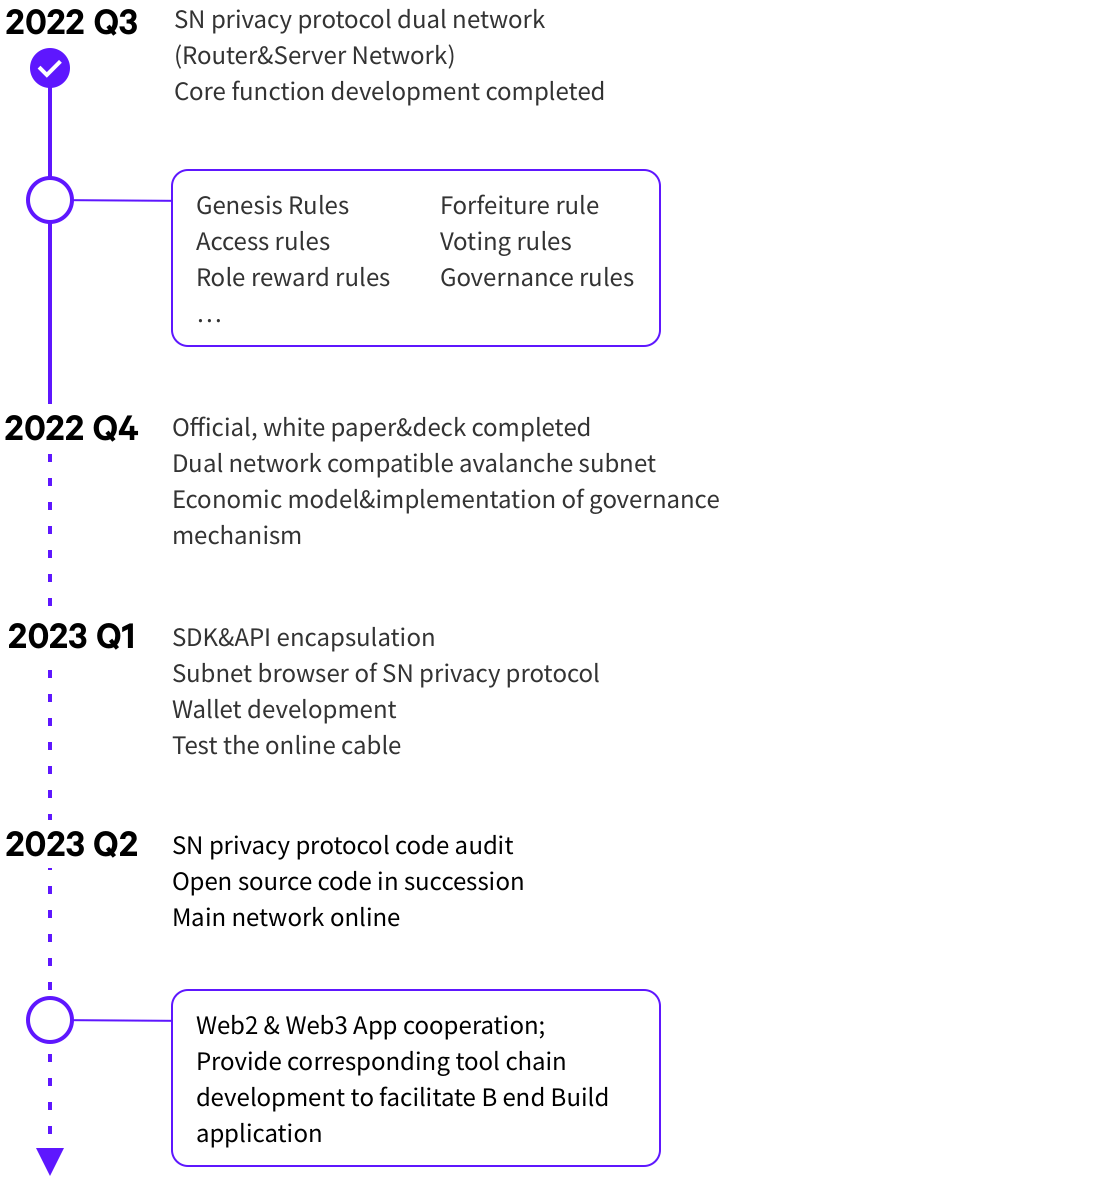 2022 Q3
SN privacy protocol dual network
(Router&Server Network)
Core function development completed
Genesis Rules
Forfeiture rule
Access rules
Voting rules
Role reward rules
Governance rules
…
2022 Q4
Official, white paper&deck completed
Dual network compatible avalanche subnet
Economic model&implementation of governance
mechanism
2023 Q1
SDK&API encapsulation
Subnet browser of SN privacy protocol
Wallet development
Test the online cable
2023 Q2
SN privacy protocol code audit
Open source code in succession
Main network online
Web2 & Web3 App cooperation;
Provide corresponding tool chain
development to facilitate B end Build
application